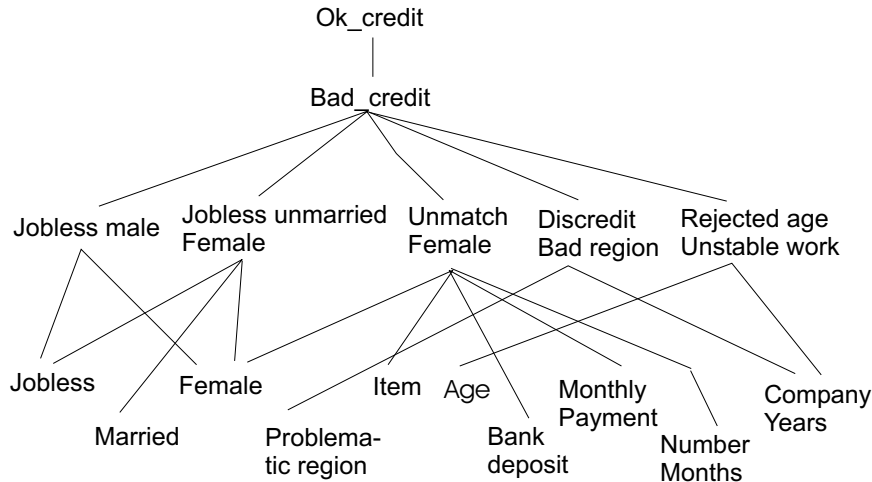 Ok_credit
Bad_credit
Jobless male
Jobless unmarried
Female
Unmatch
Female
Discredit
Bad region
Rejected age
Unstable work
Jobless
Married
Female
Problema-
tic region
Item
Age
Bank
deposit
Monthly
Payment
Number
Months
Company
Years